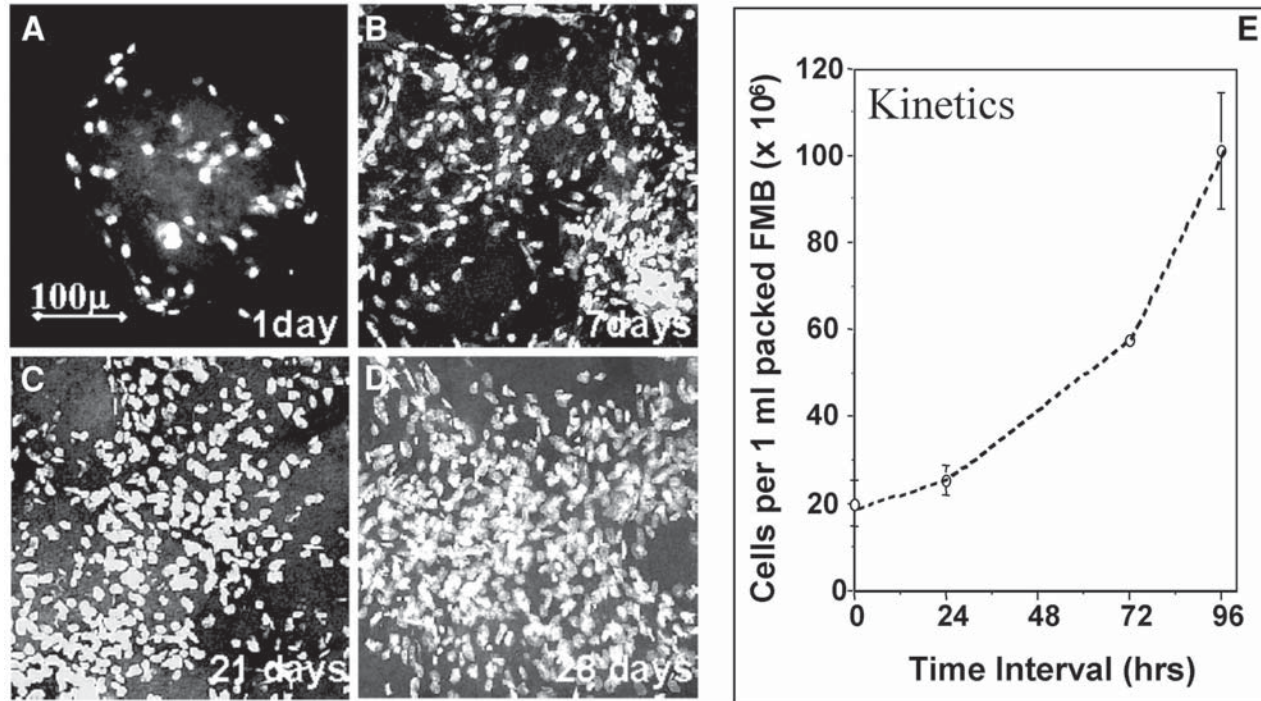 A
100μ
1day
B
7days
C
21 days
D
28 days
E
Kinetics
Cells per 1 ml packed FMB (x 10⁶)
120
100
80
60
40
20
0
0 24 48 72 96
Time Interval (hrs)